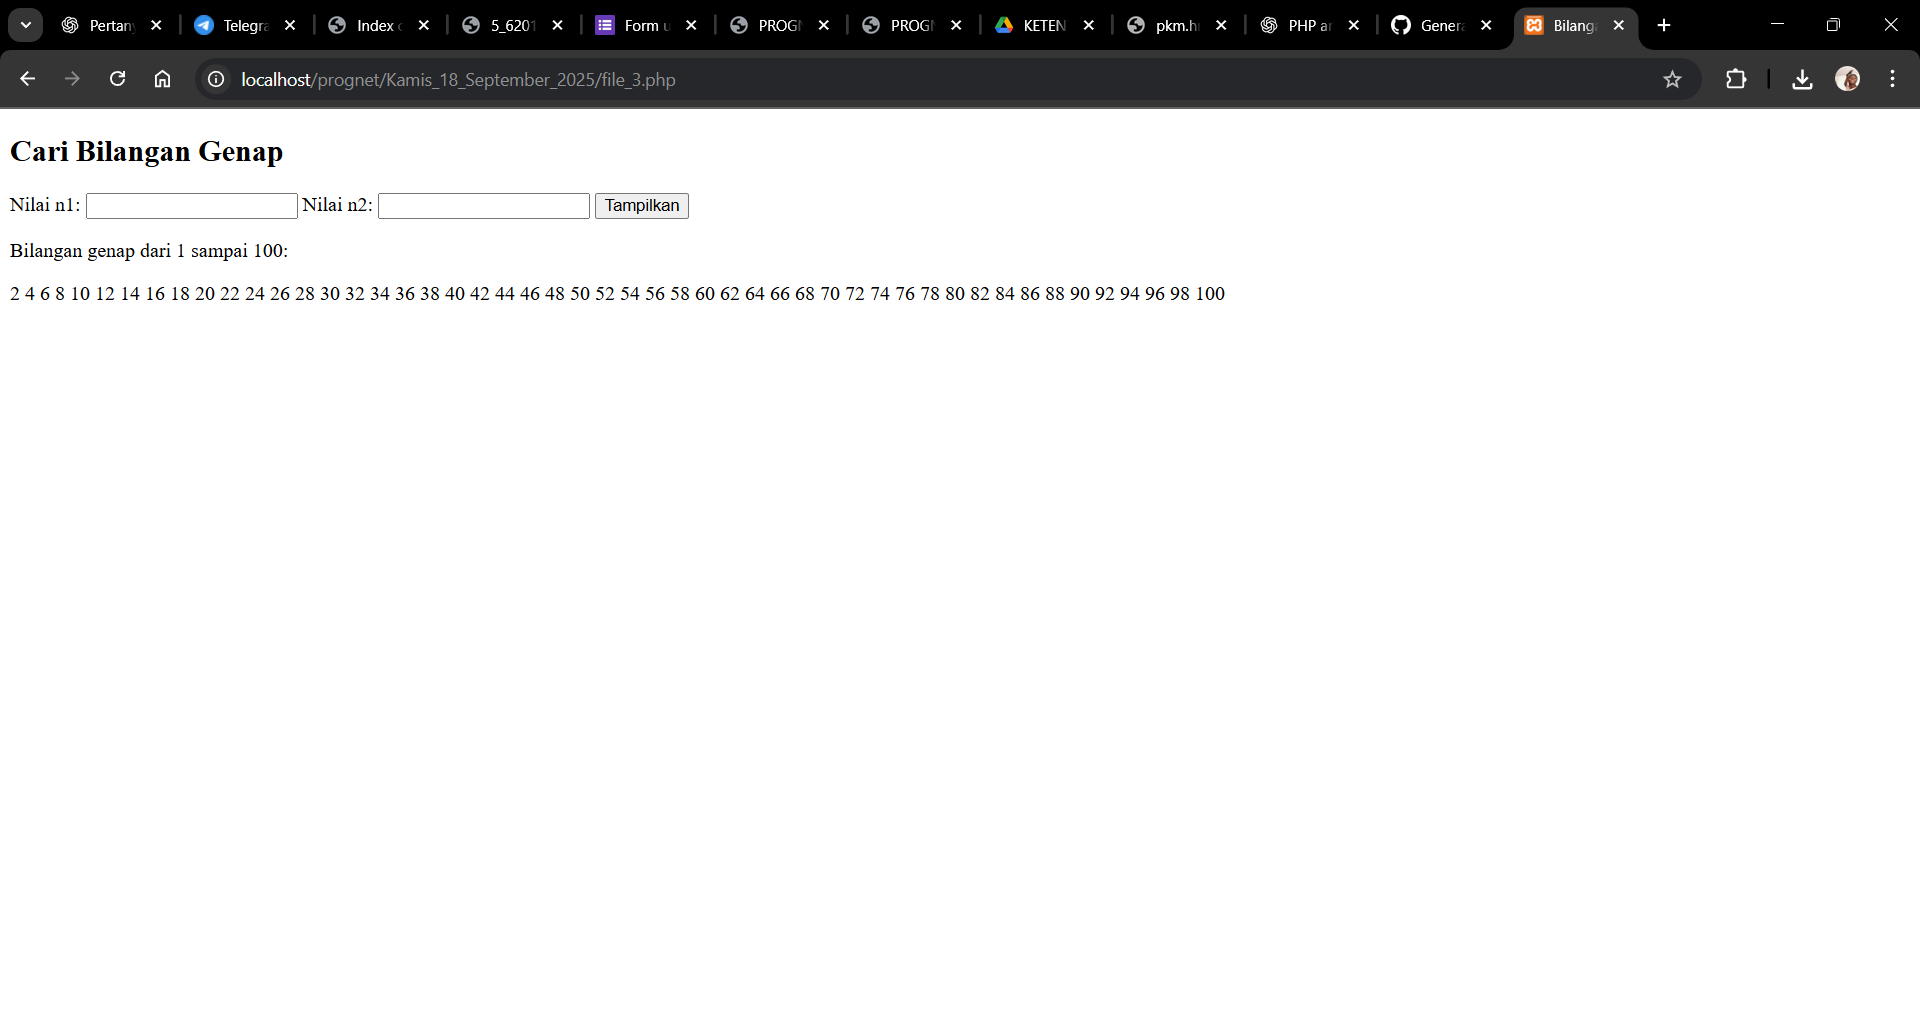 Pertan
Telegra
Index
5_6201
Form u
PROG
PROG
KETEN
pkm.h
PHP ar
Genera
Bilang
localhost/prognet/Kamis_18_September_2025/file_3.php
Cari Bilangan Genap
Nilai n1: Nilai n2: Tampilkan
Bilangan genap dari 1 sampai 100:
2 4 6 8 10 12 14 16 18 20 22 24 26 28 30 32 34 36 38 40 42 44 46 48 50 52 54 56 58 60 62 64 66 68 70 72 74 76 78 80 82 84 86 88 90 92 94 96 98 100